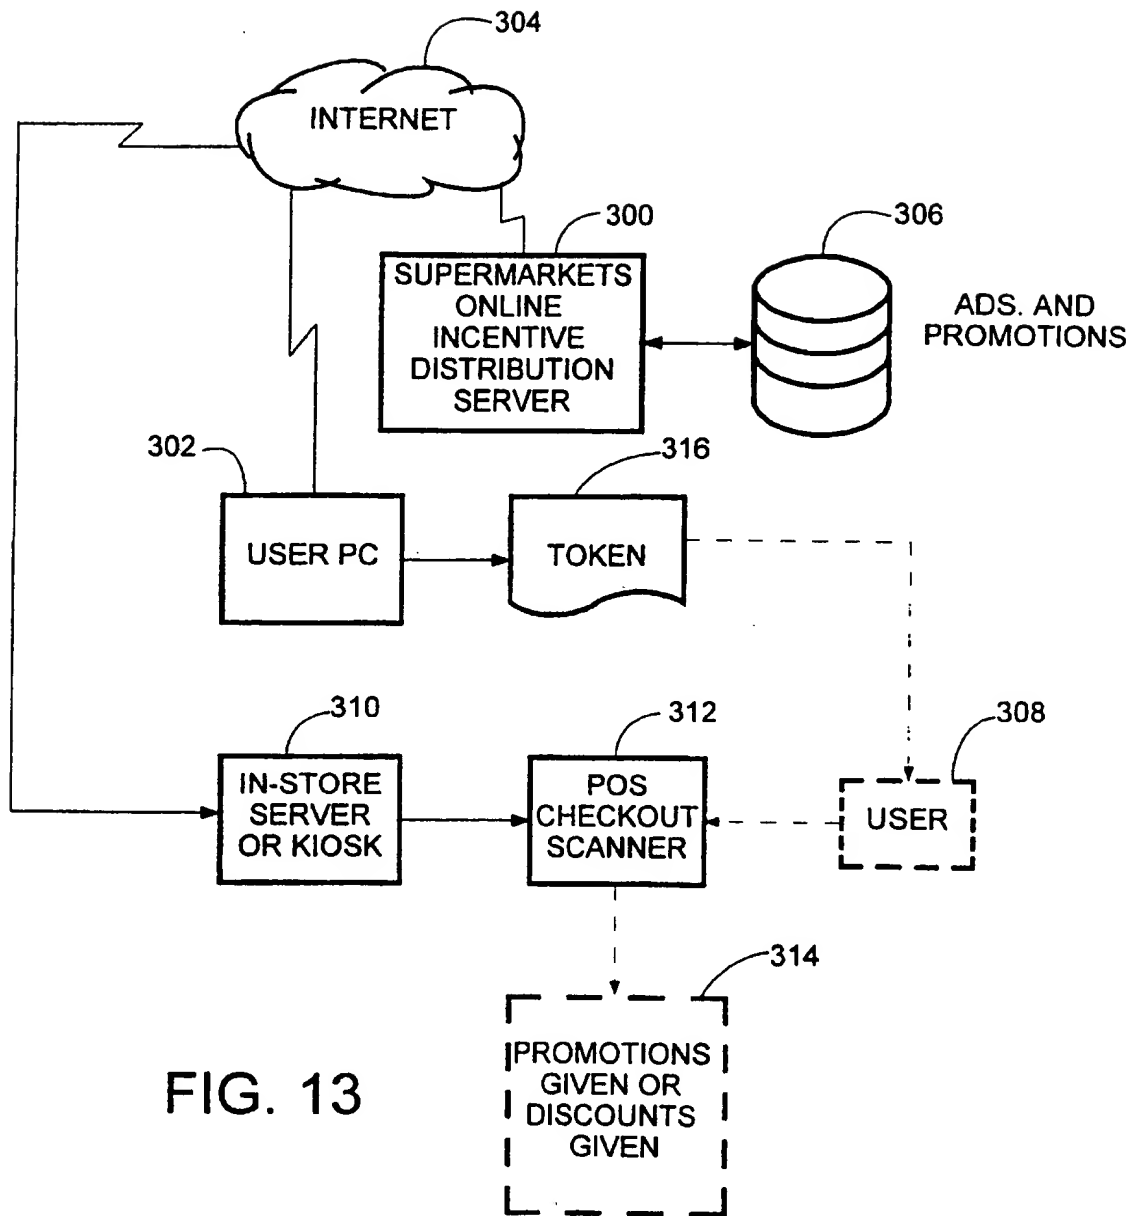 304
INTERNET
300
306
SUPERMARKETS
ONLINE
INCENTIVE
DISTRIBUTION
SERVER
ADS. AND
PROMOTIONS
302
316
USER PC
TOKEN
310
312
308
IN-STORE
SERVER
OR KIOSK
POS
CHECKOUT
SCANNER
USER
314
PROMOTIONS
GIVEN OR
DISCOUNTS
GIVEN
FIG. 13